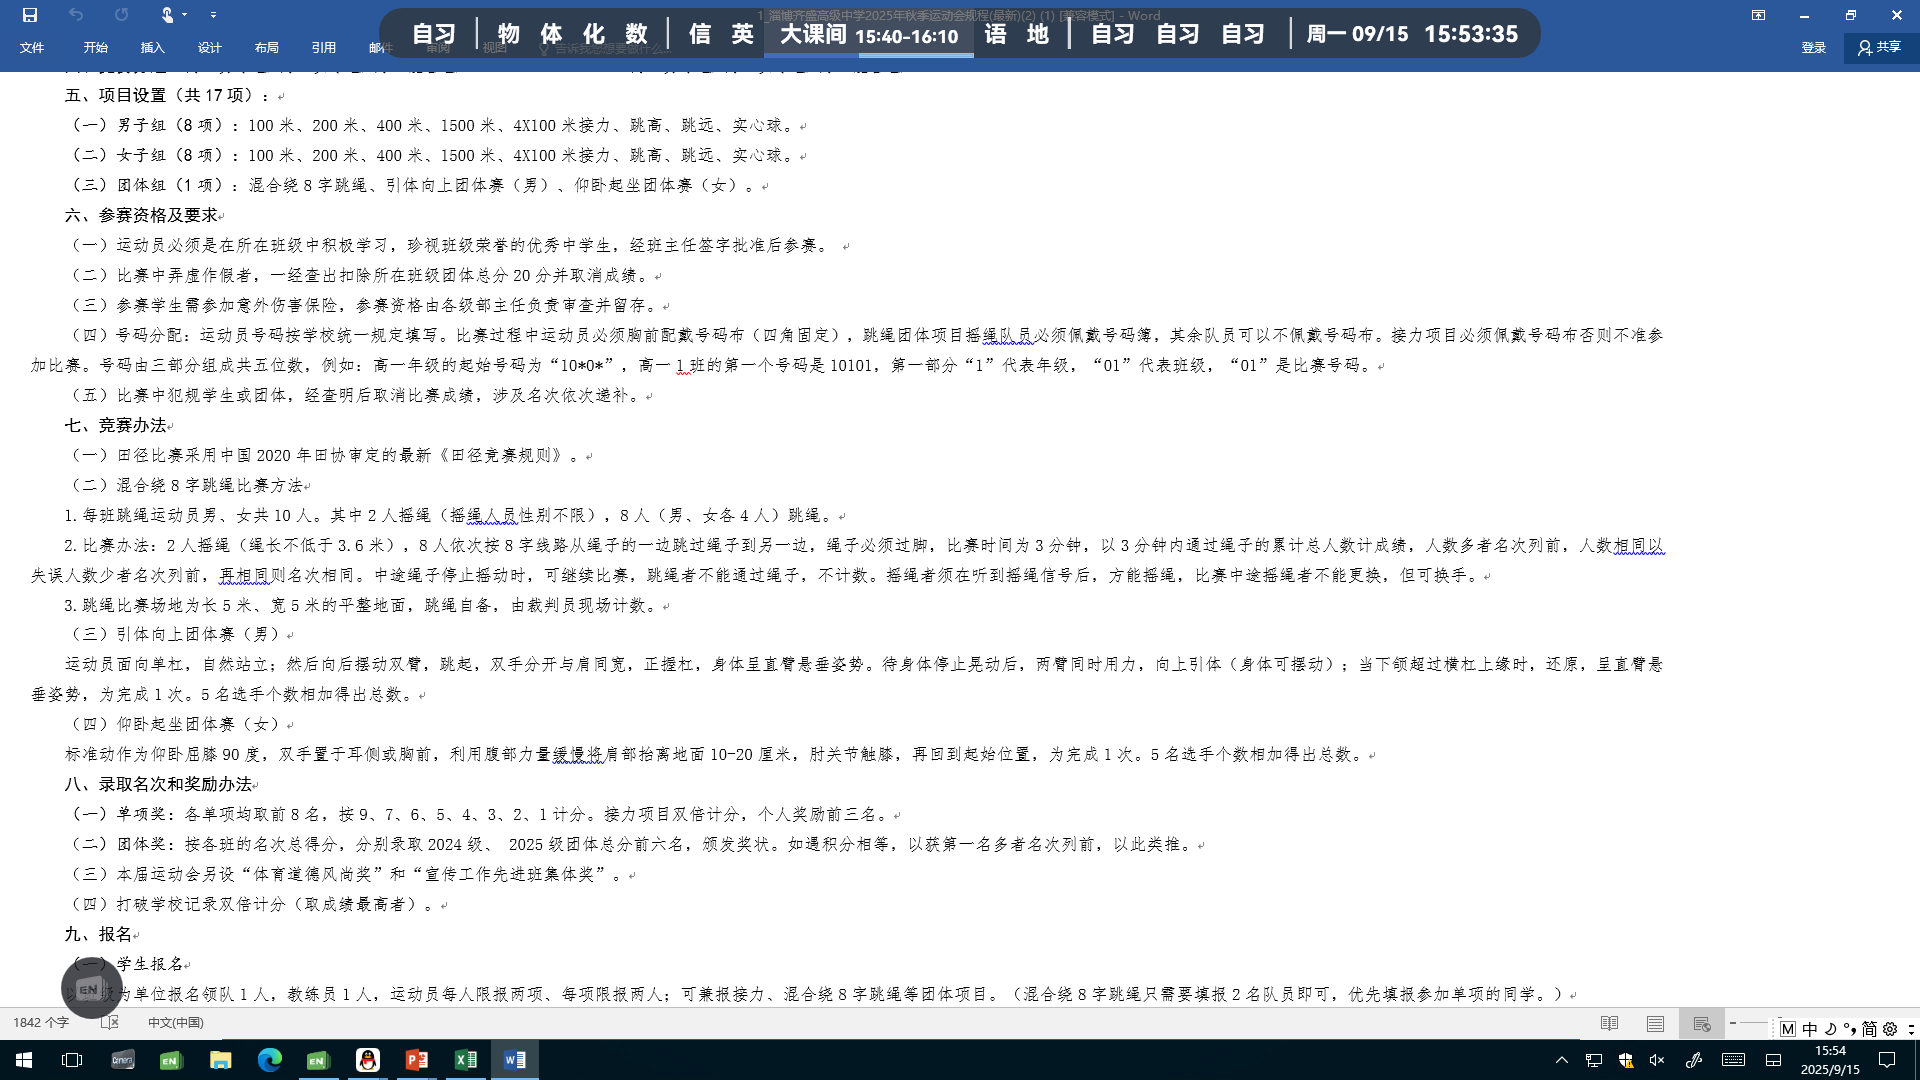 1_淄博齐盛高级中学2025年秋季运动会规程(最新)(2) (1) [兼容模式] - Word
自习 物 体 化 数 信 英 大课间 15:40-16:10 语 地 自习 自习 自习 周一 09/15 15:53:35
文件 开始 插入 设计 布局 引用 邮件 审阅 视图 告诉我您想要做什么... 登录 共享
五、项目设置（共 17 项）：
（一）男子组（8 项）：100 米、200 米、400 米、1500 米、4X100 米接力、跳高、跳远、实心球。
（二）女子组（8 项）：100 米、200 米、400 米、1500 米、4X100 米接力、跳高、跳远、实心球。
（三）团体组（1 项）：混合绕 8 字跳绳、引体向上团体赛（男）、仰卧起坐团体赛（女）。
六、参赛资格及要求
（一）运动员必须是在所在班级中积极学习，珍视班级荣誉的优秀中学生，经班主任签字批准后参赛。
（二）比赛中弄虚作假者，一经查出扣除所在班级团体总分 20 分并取消成绩。
（三）参赛学生需参加意外伤害保险，参赛资格由各级部主任负责审查并留存。
（四）号码分配：运动员号码按学校统一规定填写。比赛过程中运动员必须胸前配戴号码布（四角固定），跳绳团体项目摇绳队员必须佩戴号码簿，其余队员可以不佩戴号码布。接力项目必须佩戴号码布否则不准参
加比赛。号码由三部分组成共五位数，例如：高一年级的起始号码为“10*0*”，高一 1 班的第一个号码是 10101，第一部分“1”代表年级，“01”代表班级，“01”是比赛号码。
（五）比赛中犯规学生或团体，经查明后取消比赛成绩，涉及名次依次递补。
七、竞赛办法
（一）田径比赛采用中国 2020 年田协审定的最新《田径竞赛规则》。
（二）混合绕 8 字跳绳比赛方法
1. 每班跳绳运动员男、女共 10 人。其中 2 人摇绳（摇绳人员性别不限），8 人（男、女各 4 人）跳绳。
2. 比赛办法：2 人摇绳（绳长不低于 3.6 米），8 人依次按 8 字线路从绳子的一边跳过绳子到另一边，绳子必须过脚，比赛时间为 3 分钟，以 3 分钟内通过绳子的累计总人数计成绩，人数多者名次列前，人数相同以
失误人数少者名次列前，再相同则名次相同。中途绳子停止摇动时，可继续比赛，跳绳者不能通过绳子，不计数。摇绳者须在听到摇绳信号后，方能摇绳，比赛中途摇绳者不能更换，但可换手。
3. 跳绳比赛场地为长 5 米、宽 5 米的平整地面，跳绳自备，由裁判员现场计数。
（三）引体向上团体赛（男）
运动员面向单杠，自然站立；然后向后摆动双臂，跳起，双手分开与肩同宽，正握杠，身体呈直臂悬垂姿势。待身体停止晃动后，两臂同时用力，向上引体（身体可摆动）；当下颌超过横杠上缘时，还原，呈直臂悬
垂姿势，为完成 1 次。5 名选手个数相加得出总数。
（四）仰卧起坐团体赛（女）
标准动作为仰卧屈膝 90 度，双手置于耳侧或胸前，利用腹部力量缓慢将肩部抬离地面 10-20 厘米，肘关节触膝，再回到起始位置，为完成 1 次。5 名选手个数相加得出总数。
八、录取名次和奖励办法
（一）单项奖：各单项均取前 8 名，按 9、7、6、5、4、3、2、1 计分。接力项目双倍计分，个人奖励前三名。
（二）团体奖：按各班的名次总得分，分别录取 2024 级、 2025 级团体总分前六名，颁发奖状。如遇积分相等，以获第一名多者名次列前，以此类推。
（三）本届运动会另设“体育道德风尚奖”和“宣传工作先进班集体奖”。
（四）打破学校记录双倍计分（取成绩最高者）。
九、报名
（一）学生报名
为单位报名领队 1 人，教练员 1 人，运动员每人限报两项、每项限报两人；可兼报接力、混合绕 8 字跳绳等团体项目。（混合绕 8 字跳绳只需要填报 2 名队员即可，优先填报参加单项的同学。）
EN
1842 个字 中文(中国)
M 中 简
15:54
2025/9/15